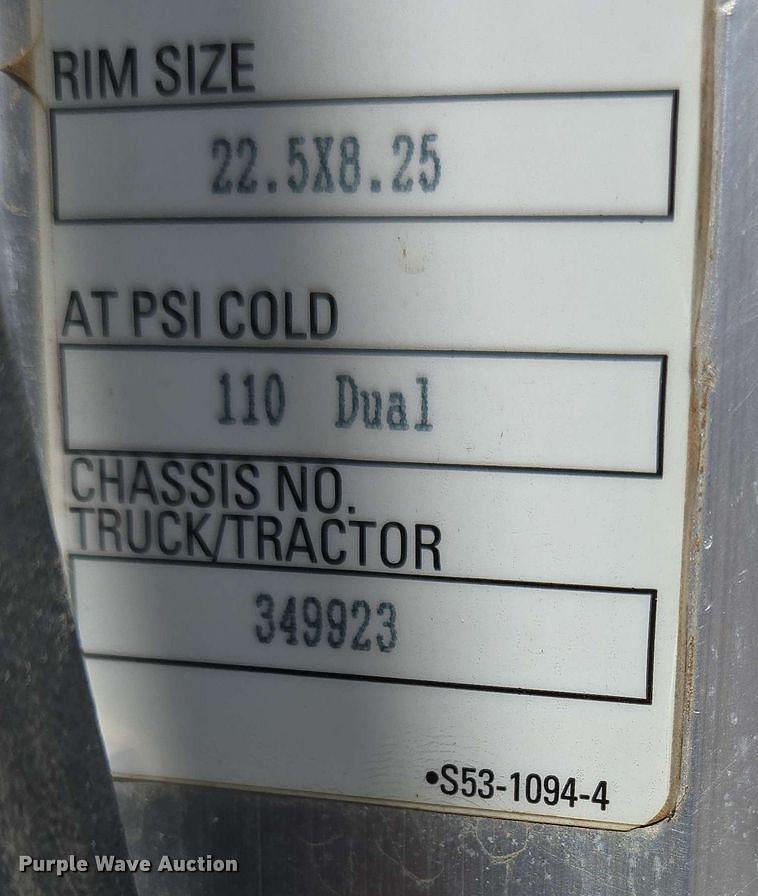 RIM SIZE
22.5X8.25
AT PSI COLD
110 Dual
CHASSIS NO.
TRUCK/TRACTOR
349923
•S53-1094-4
Purple Wave Auction